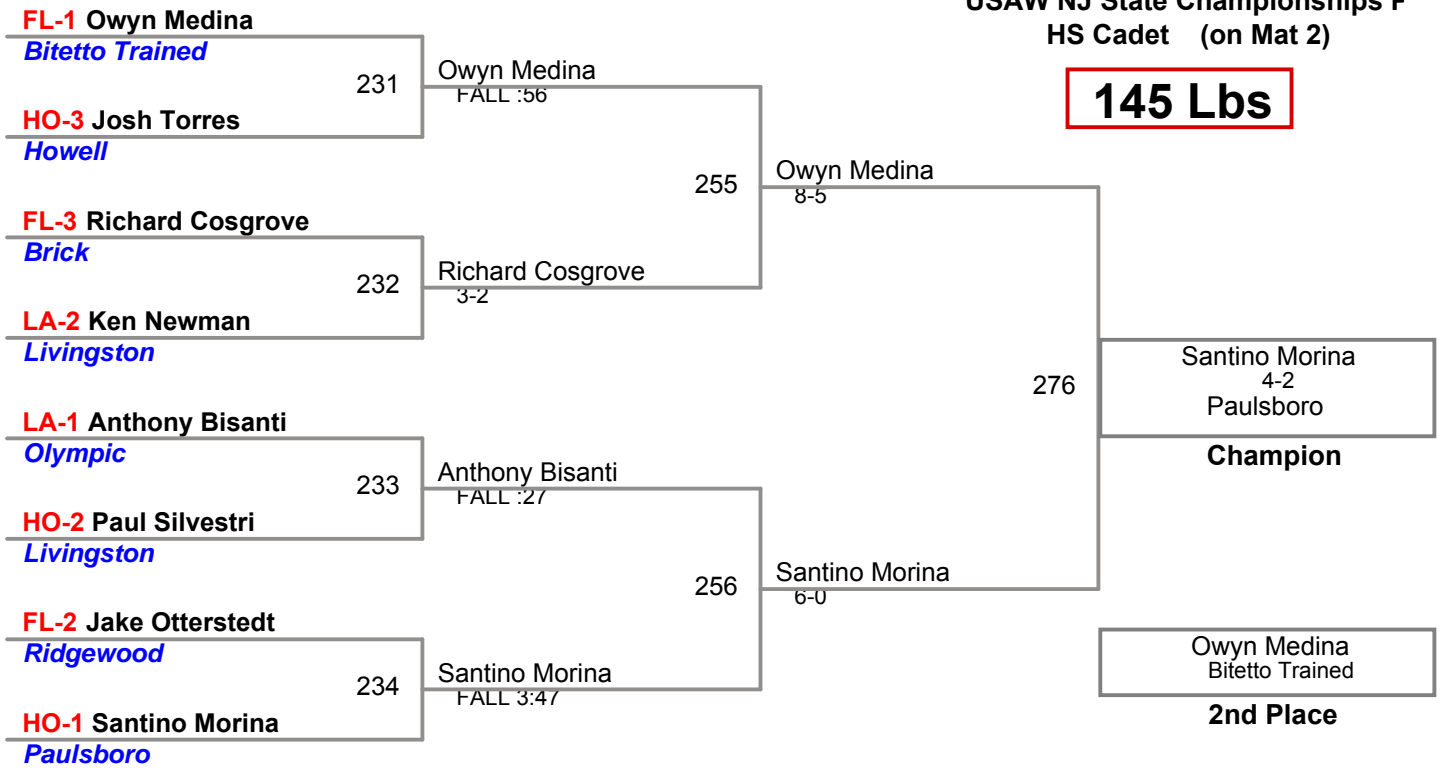 USAW NJ State Championships F
HS Cadet (on Mat 2)
145 Lbs
FL-1 Owyn Medina
Bitetto Trained
231
HO-3 Josh Torres
Howell
FL-3 Richard Cosgrove
Brick
232
LA-2 Ken Newman
Livingston
LA-1 Anthony Bisanti
Olympic
233
HO-2 Paul Silvestri
Livingston
FL-2 Jake Otterstedt
Ridgewood
234
HO-1 Santino Morina
Paulsboro
Owyn Medina
FALL :56
255
Richard Cosgrove
3-2
Anthony Bisanti
FALL :27
256
Santino Morina
FALL 3:47
Owyn Medina
8-5
276
Santino Morina
6-0
Santino Morina
4-2
Paulsboro
Champion
Owyn Medina
Bitetto Trained
2nd Place